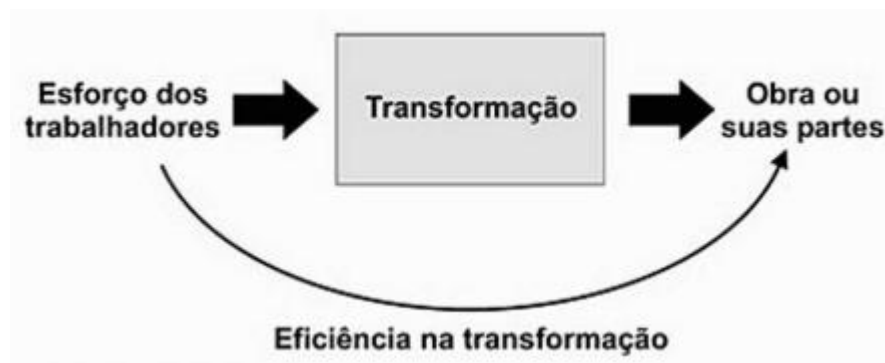 Esforço dos
trabalhadores
Transformação
Obra ou
suas partes
Eficiência na transformação